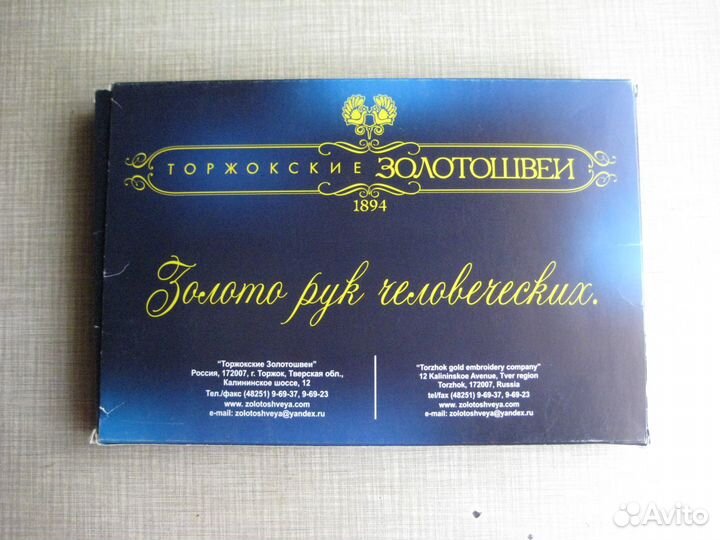 ТОРЖОКСКИЕ ЗОЛОТОШВЕИ
1894
Золото рук человеческих.
"Торжокские Золотошвеи"
Россия, 172007, г. Торжок, Тверская обл.,
Калининское шоссе, 12
Тел./факс (48251) 9-69-37, 9-69-23
www. zolotoshveya.com
e-mail: zolotoshveya@yandex.ru
"Torzhok gold embroidery company"
12 Kalininskoe Avenue, Tver region
Torzhok, 172007, Russia
tel/fax (48251) 9-69-37, 9-69-23
www. zolotoshveya.com
e-mail: zolotoshveya@yandex.ru
Avito